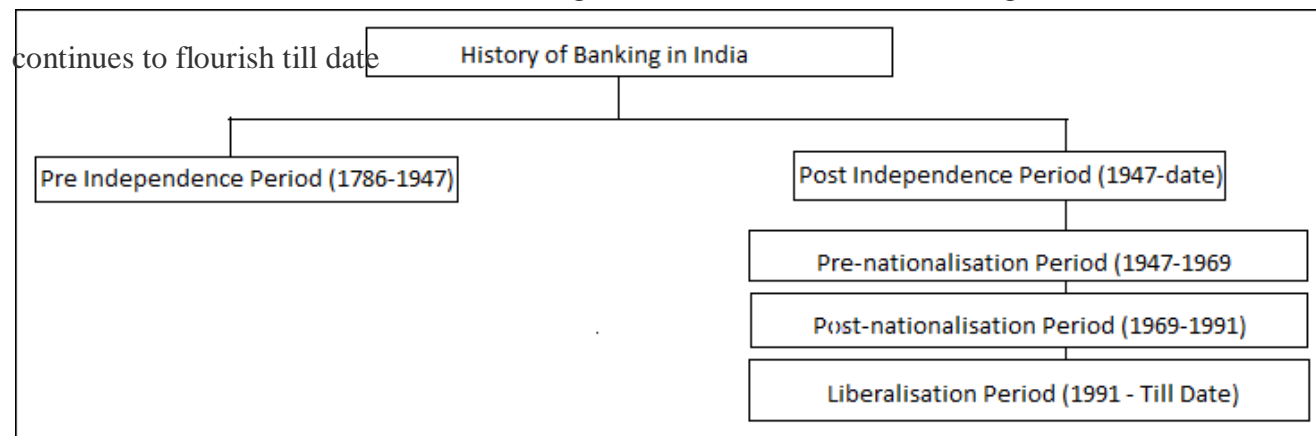 continues to flourish till date
History of Banking in India
Pre Independence Period (1786-1947)
Post Independence Period (1947-date)
Pre-nationalisation Period (1947-1969
Post-nationalisation Period (1969-1991)
Liberalisation Period (1991 - Till Date)